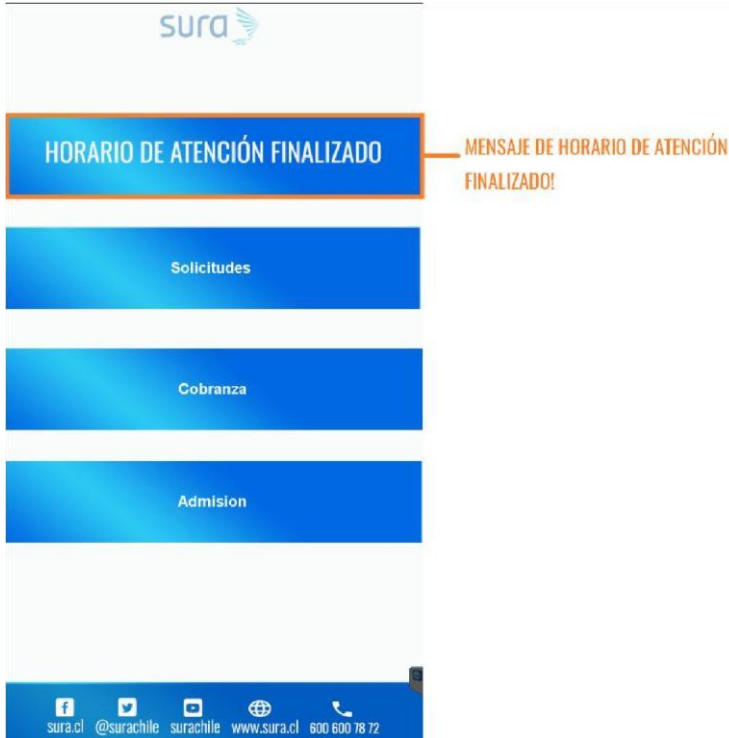 sura
HORARIO DE ATENCIÓN FINALIZADO
MENSAJE DE HORARIO DE ATENCIÓN
FINALIZADO!
Solicitudes
Cobranza
Admision
sura.cl @surachile surachile www.sura.cl 600 600 78 72